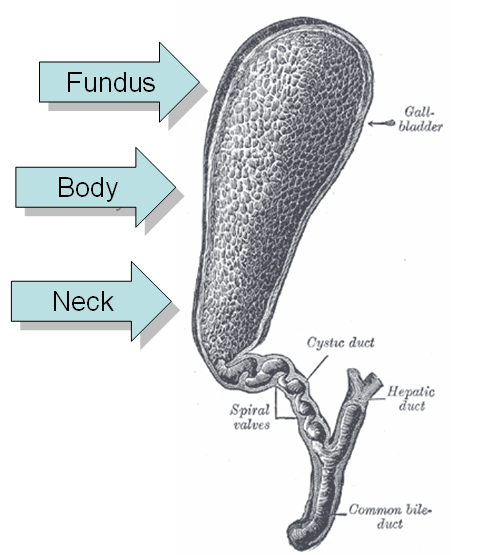 Fundus
Gall-
bladder
Body
Neck
Cystic duct
Hepatic
duct
Spiral
valves
Common bile-
duct